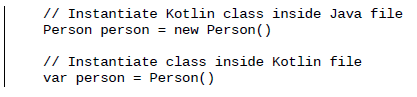 // Instantiate Kotlin class inside Java file
Person person = new Person()
// Instantiate class inside Kotlin file
var person = Person()